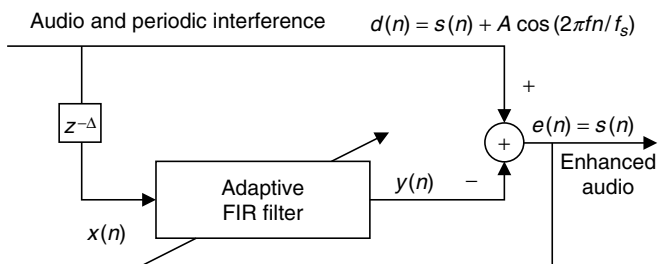 Audio and periodic interference
d(n) = s(n) + A cos (2πfn/fₛ)
+
z⁻Δ
+
e(n) = s(n)
Enhanced
audio
Adaptive
FIR filter
y(n)
−
x(n)